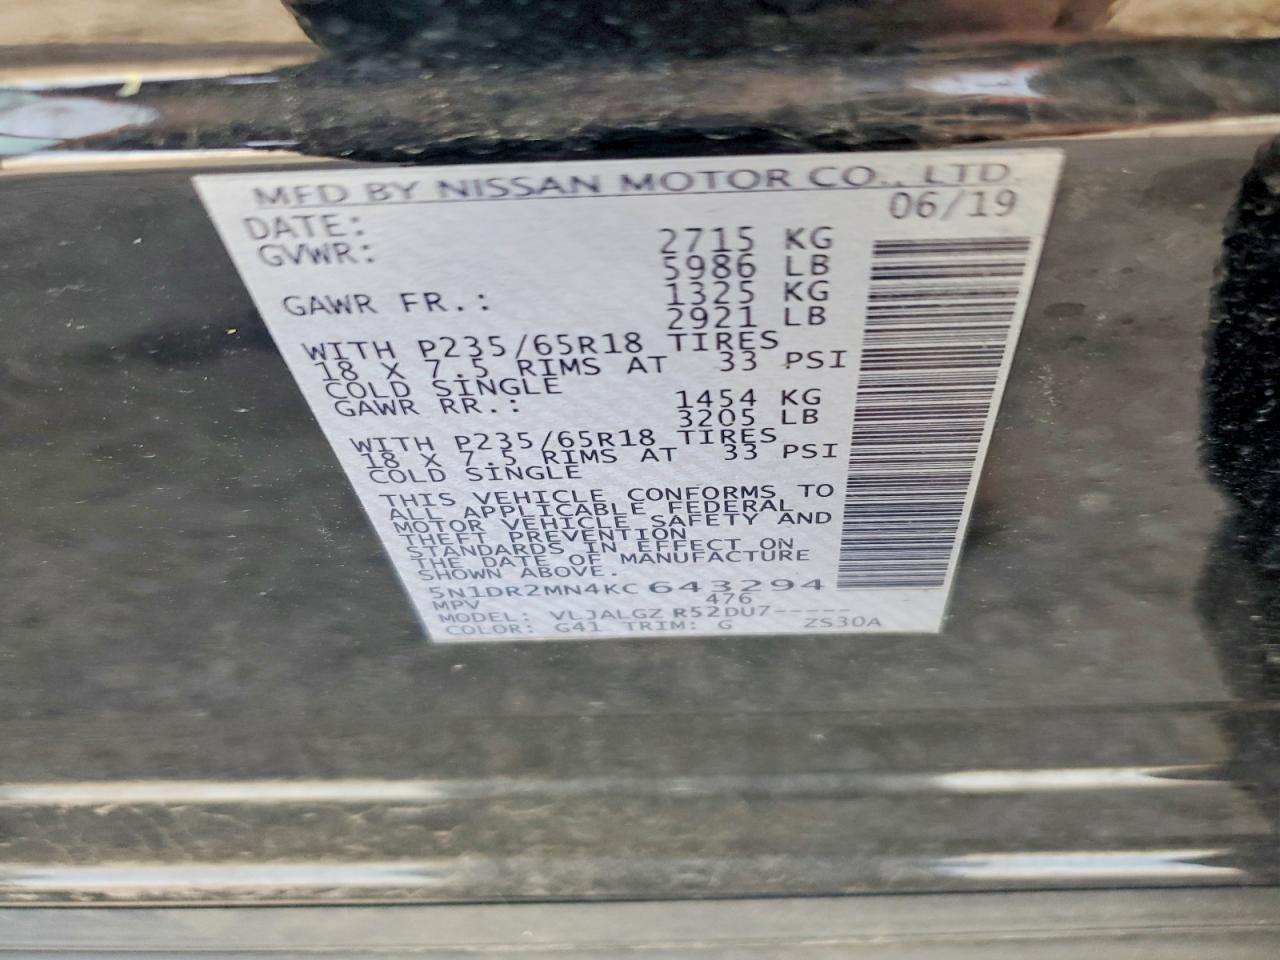 MFD BY NISSAN MOTOR CO., LTD.
DATE: 06/19
GVWR: 2715 KG
5986 LB
GAWR FR.: 1325 KG
2921 LB
WITH P235/65R18 TIRES
18 X 7.5 RIMS AT 33 PSI
COLD SINGLE
GAWR RR.: 1454 KG
3205 LB
WITH P235/65R18 TIRES
18 X 7.5 RIMS AT 33 PSI
COLD SINGLE
THIS VEHICLE CONFORMS TO
ALL APPLICABLE FEDERAL
MOTOR VEHICLE SAFETY AND
THEFT PREVENTION
STANDARDS IN EFFECT ON
THE DATE OF MANUFACTURE
SHOWN ABOVE.
5N1DR2MN4KC643294
MPV 476
MODEL: VLJALGZ R52DU7-----
COLOR: G41 TRIM: G ZS30A